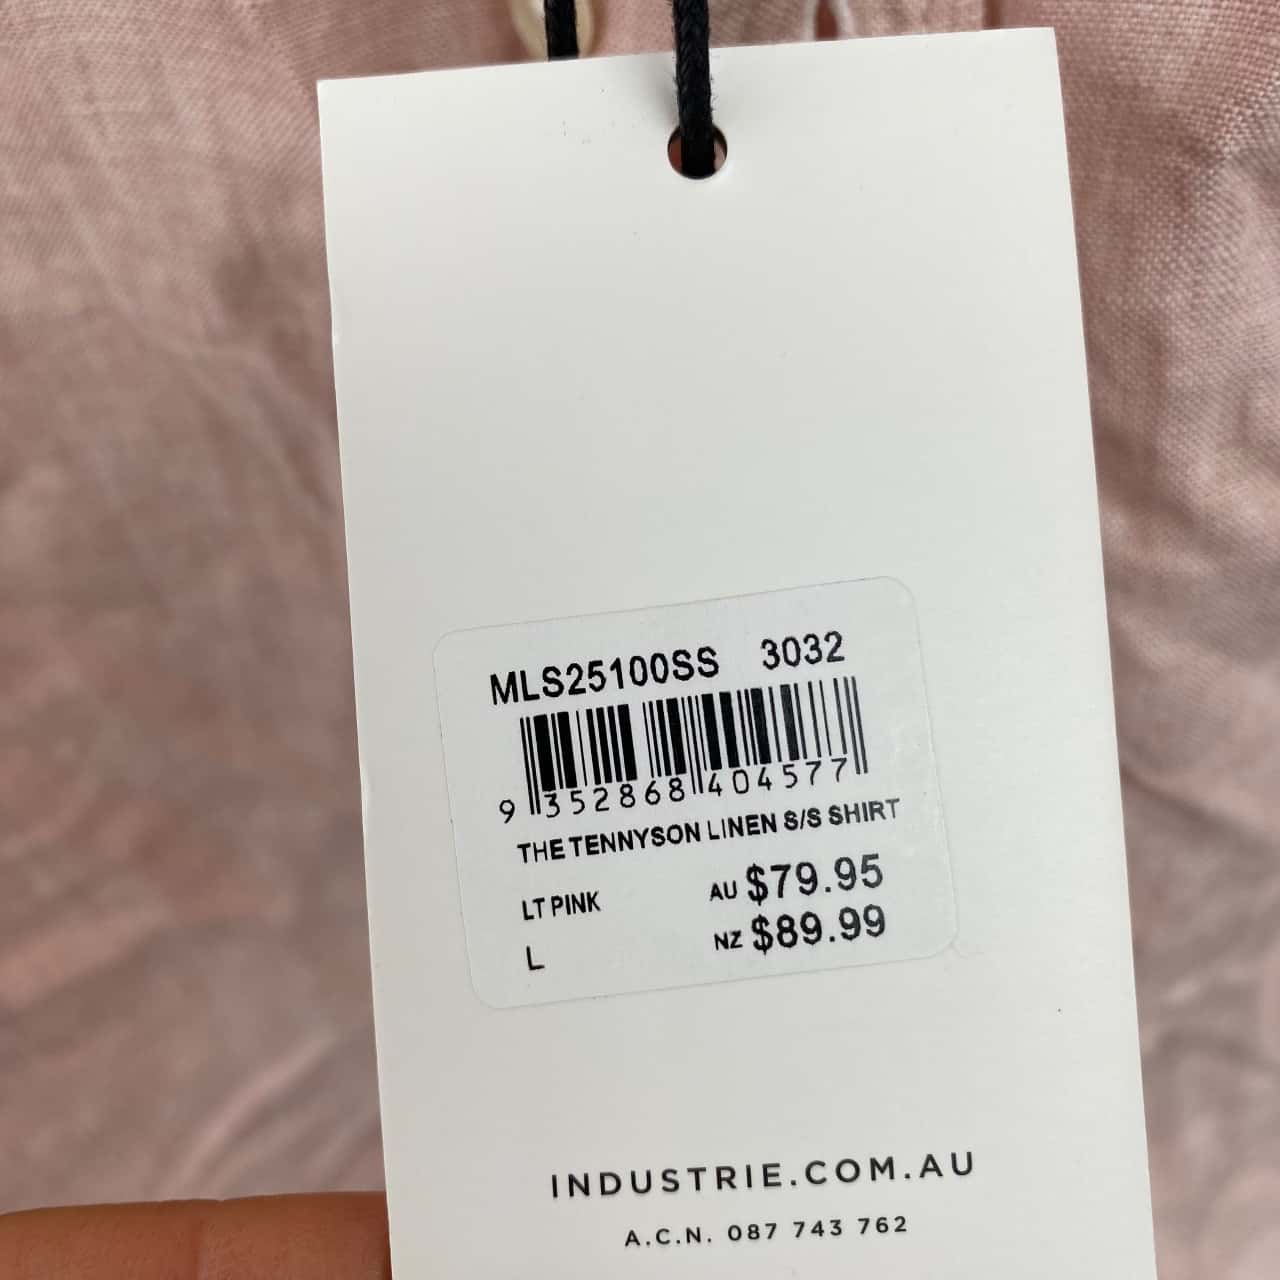 MLS25100SS 3032
9 352868 404577
THE TENNYSON LINEN S/S SHIRT
LT PINK AU $79.95
L NZ $89.99
INDUSTRIE.COM.AU
A.C.N. 087 743 762